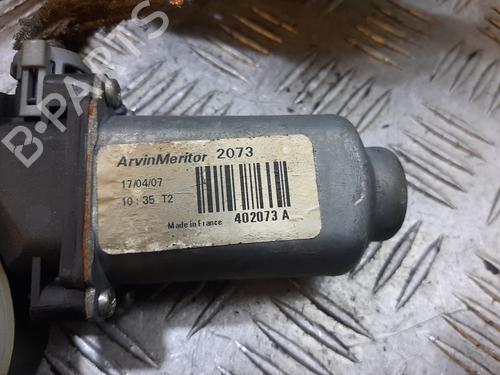 B-PARTS
ArvinMeritor 2073
17/04/07
10:35 T2
Made in France 402073 A